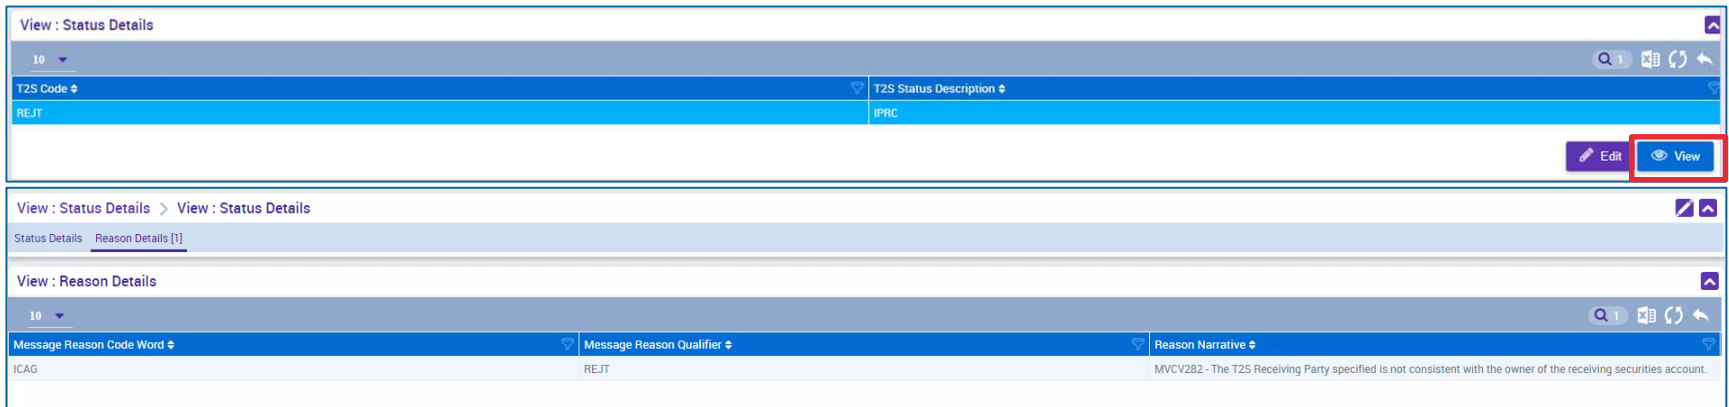 View : Status Details
10
1
T2S Code
T2S Status Description
REJT
IPRC
Edit
View
View : Status Details > View : Status Details
Status Details
Reason Details [1]
View : Reason Details
10
1
Message Reason Code Word
Message Reason Qualifier
Reason Narrative
ICAG
REJT
MVCV282 - The T2S Receiving Party specified is not consistent with the owner of the receiving securities account.